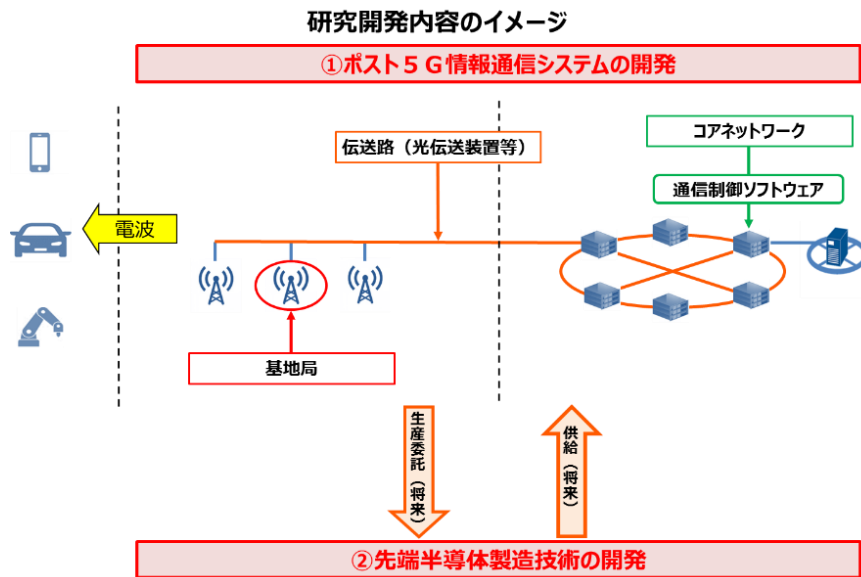 研究開発内容のイメージ
①ポスト5G情報通信システムの開発
コアネットワーク
伝送路（光伝送装置等）
通信制御ソフトウェア
電波
基地局
生産委託（将来）
供給（将来）
②先端半導体製造技術の開発